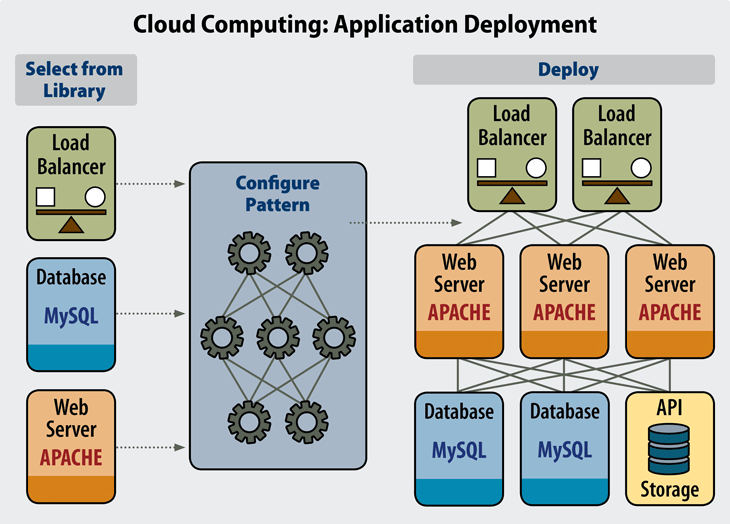 Cloud Computing: Application Deployment
Select from
Library
Load
Balancer
Database
MySQL
Web
Server
APACHE
Configure
Pattern
Deploy
Load
Balancer
Load
Balancer
Web
Server
APACHE
Web
Server
APACHE
Web
Server
APACHE
Database
MySQL
Database
MySQL
API
Storage